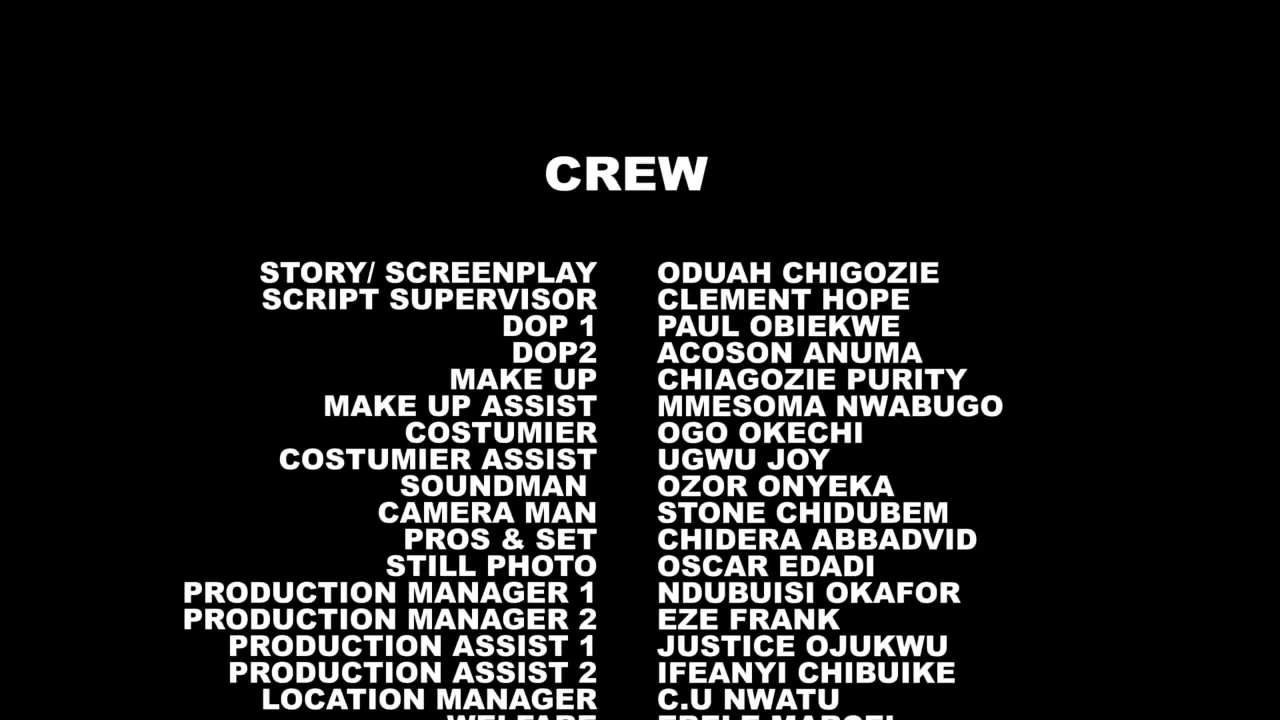 CREW
STORY/ SCREENPLAY ODUAH CHIGOZIE
SCRIPT SUPERVISOR CLEMENT HOPE
DOP 1 PAUL OBIEKWE
DOP2 ACOSON ANUMA
MAKE UP CHIAGOZIE PURITY
MAKE UP ASSIST MMESOMA NWABUGO
COSTUMIER OGO OKECHI
COSTUMIER ASSIST UGWU JOY
SOUNDMAN OZOR ONYEKA
CAMERA MAN STONE CHIDUBEM
PROS & SET CHIDERA ABBADVID
STILL PHOTO OSCAR EDADI
PRODUCTION MANAGER 1 NDUBUISI OKAFOR
PRODUCTION MANAGER 2 EZE FRANK
PRODUCTION ASSIST 1 JUSTICE OJUKWU
PRODUCTION ASSIST 2 IFEANYI CHIBUIKE
LOCATION MANAGER C.U NWATU
WELFARE